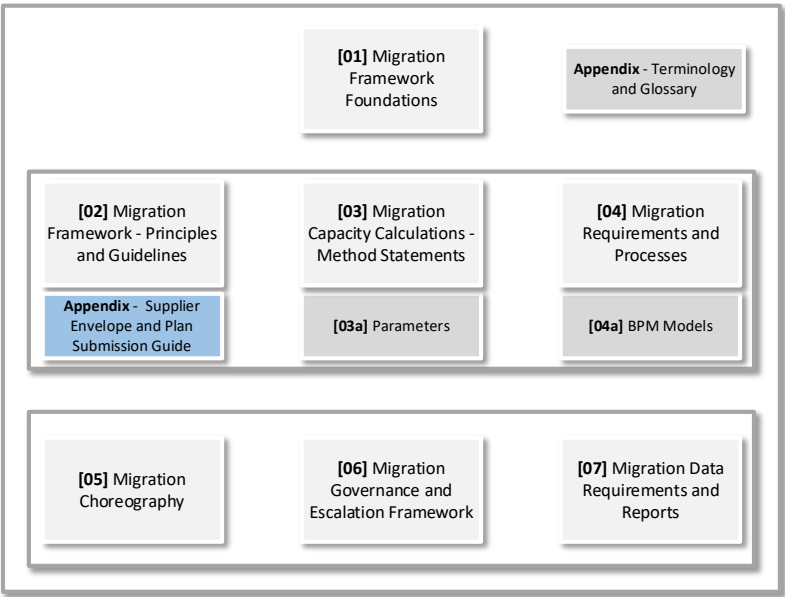 [01] Migration
Framework
Foundations
Appendix - Terminology
and Glossary
[02] Migration
Framework - Principles
and Guidelines
[03] Migration
Capacity Calculations -
Method Statements
[04] Migration
Requirements and
Processes
Appendix - Supplier
Envelope and Plan
Submission Guide
[03a] Parameters
[04a] BPM Models
[05] Migration
Choreography
[06] Migration
Governance and
Escalation Framework
[07] Migration Data
Requirements and
Reports